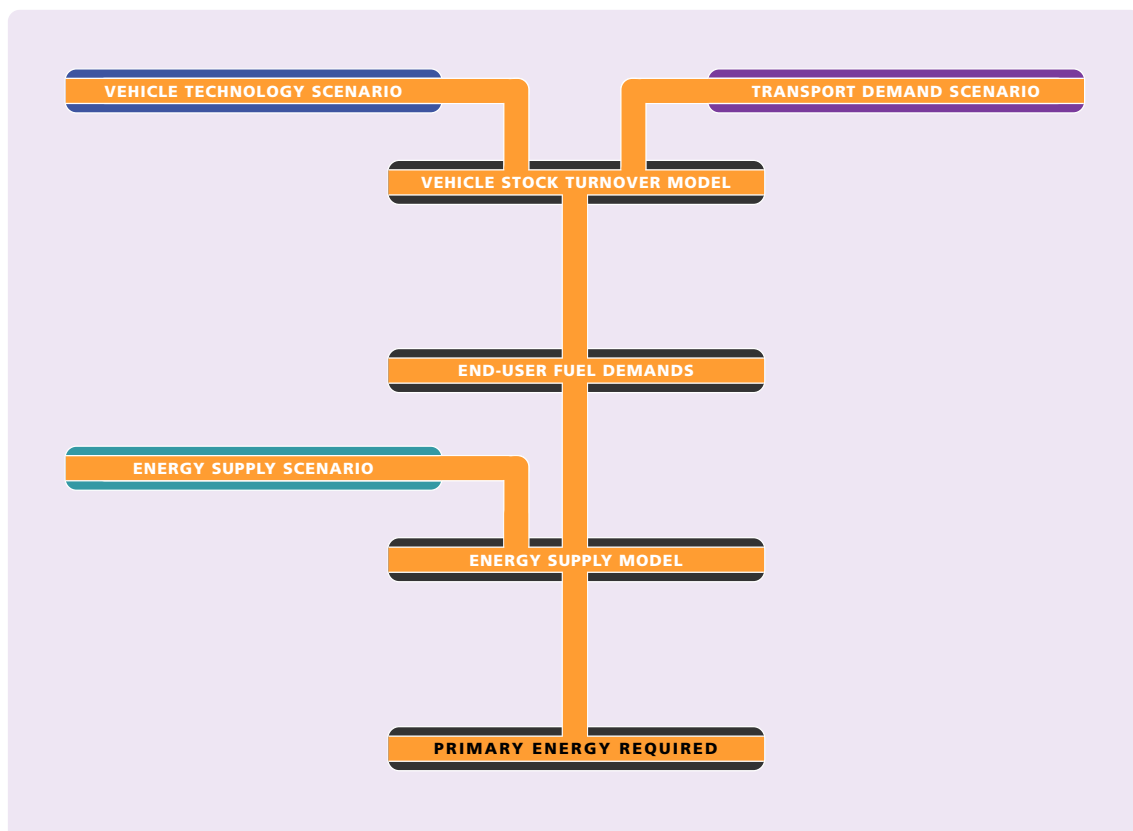 VEHICLE TECHNOLOGY SCENARIO
TRANSPORT DEMAND SCENARIO
VEHICLE STOCK TURNOVER MODEL
END-USER FUEL DEMANDS
ENERGY SUPPLY SCENARIO
ENERGY SUPPLY MODEL
PRIMARY ENERGY REQUIRED